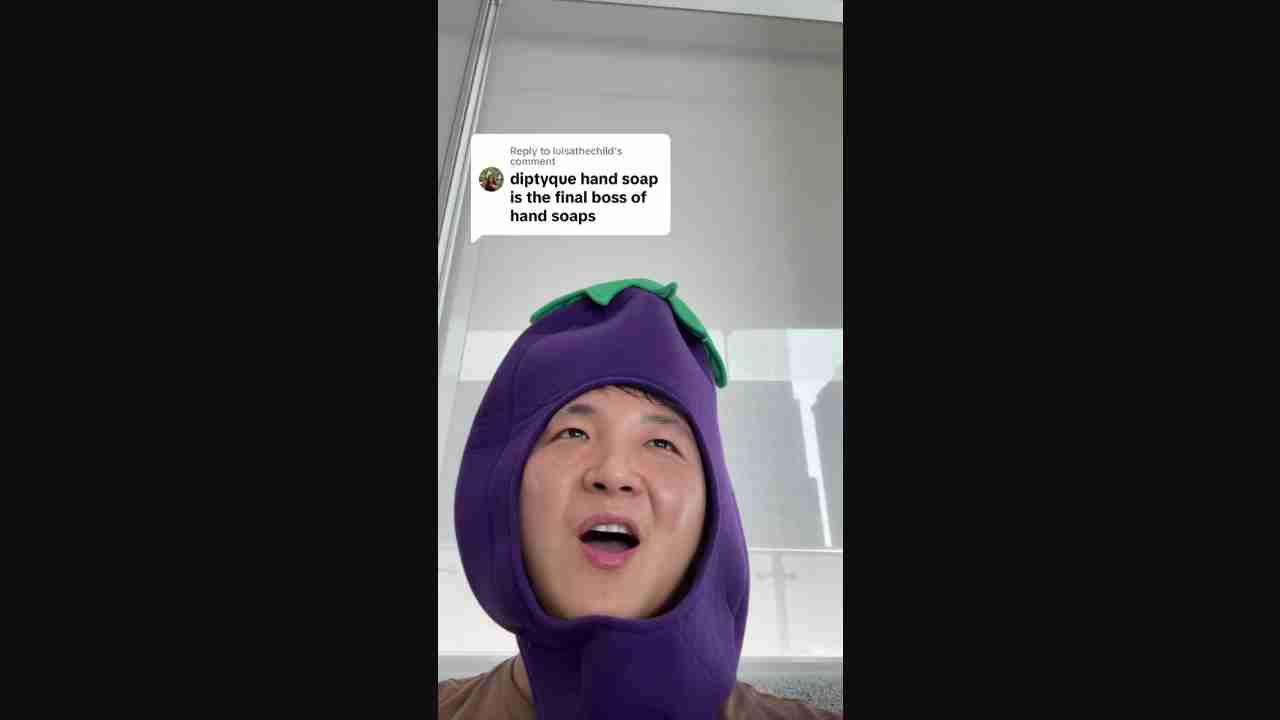 Reply to luisathechild's
comment
diptyque hand soap
is the final boss of
hand soaps